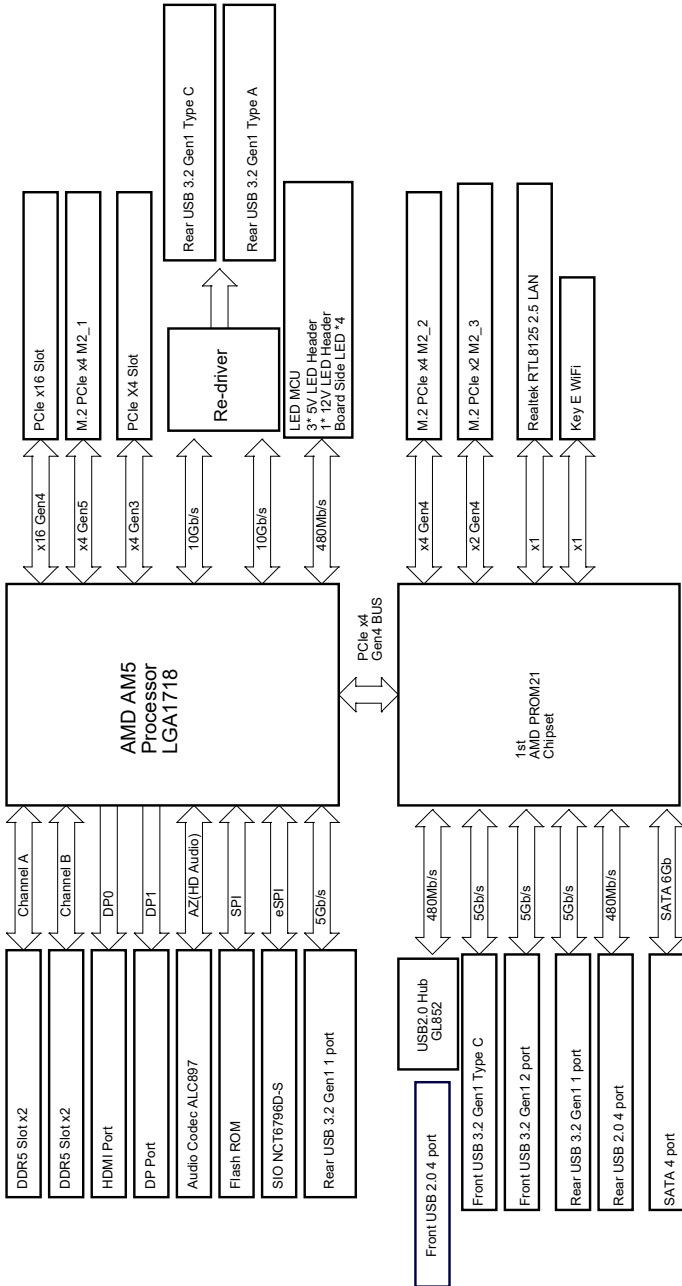 Rear USB 3.2 Gen1 Type C
Rear USB 3.2 Gen1 Type A
PCIe x16 Slot
M.2 PCIe x4 M2_1
PCIe X4 Slot
Re-driver
LED MCU
3* 5V LED Header
1* 12V LED Header
Board Side LED *4
M.2 PCIe x4 M2_2
M.2 PCIe x2 M2_3
Realtek RTL8125 2.5 LAN
Key E WiFi
x16 Gen4
x4 Gen5
x4 Gen3
10Gb/s
10Gb/s
480Mb/s
x4 Gen4
x2 Gen4
x1
x1
AMD AM5
Processor
LGA1718
PCIe x4
Gen4 BUS
1st
AMD PROM21
Chipset
Channel A
Channel B
DP0
DP1
AZ(HD Audio)
SPI
eSPI
5Gb/s
480Mb/s
5Gb/s
5Gb/s
5Gb/s
480Mb/s
SATA 6Gb
DDR5 Slot x2
DDR5 Slot x2
HDMI Port
DP Port
Audio Codec ALC897
Flash ROM
SIO NCT6796D-S
Rear USB 3.2 Gen1 1 port
USB2.0 Hub
GL852
Front USB 2.0 4 port
Front USB 3.2 Gen1 Type C
Front USB 3.2 Gen1 2 port
Rear USB 3.2 Gen1 1 port
Rear USB 2.0 4 port
SATA 4 port